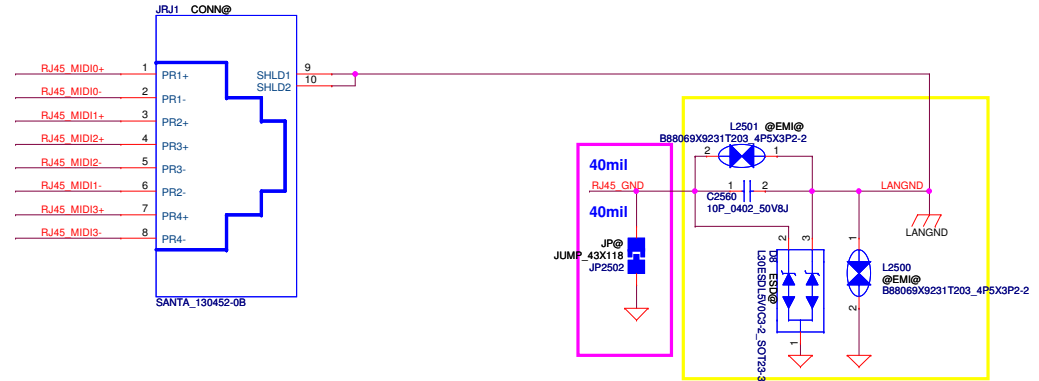 JRJ1 CONN@
RJ45_MIDI0+ 1 PR1+
RJ45_MIDI0- 2 PR1-
RJ45_MIDI1+ 3 PR2+
RJ45_MIDI2+ 4 PR3+
RJ45_MIDI2- 5 PR3-
RJ45_MIDI1- 6 PR2-
RJ45_MIDI3+ 7 PR4+
RJ45_MIDI3- 8 PR4-
SHLD1 9
SHLD2 10
SANTA_130452-0B
40mil
RJ45_GND
40mil
JP@
JUMP_43X118
JP2502
L2501 @EMI@
B88069X9231T203_4P5X3P2-2
2 1
1 2
C2560
10P_0402_50V8J
LANGND
LANGND
2 3
D8 ESD@
L30ESDL5V0C3-2_SOT23-3
1
1
L2500
@EMI@
B88069X9231T203_4P5X3P2-2
2